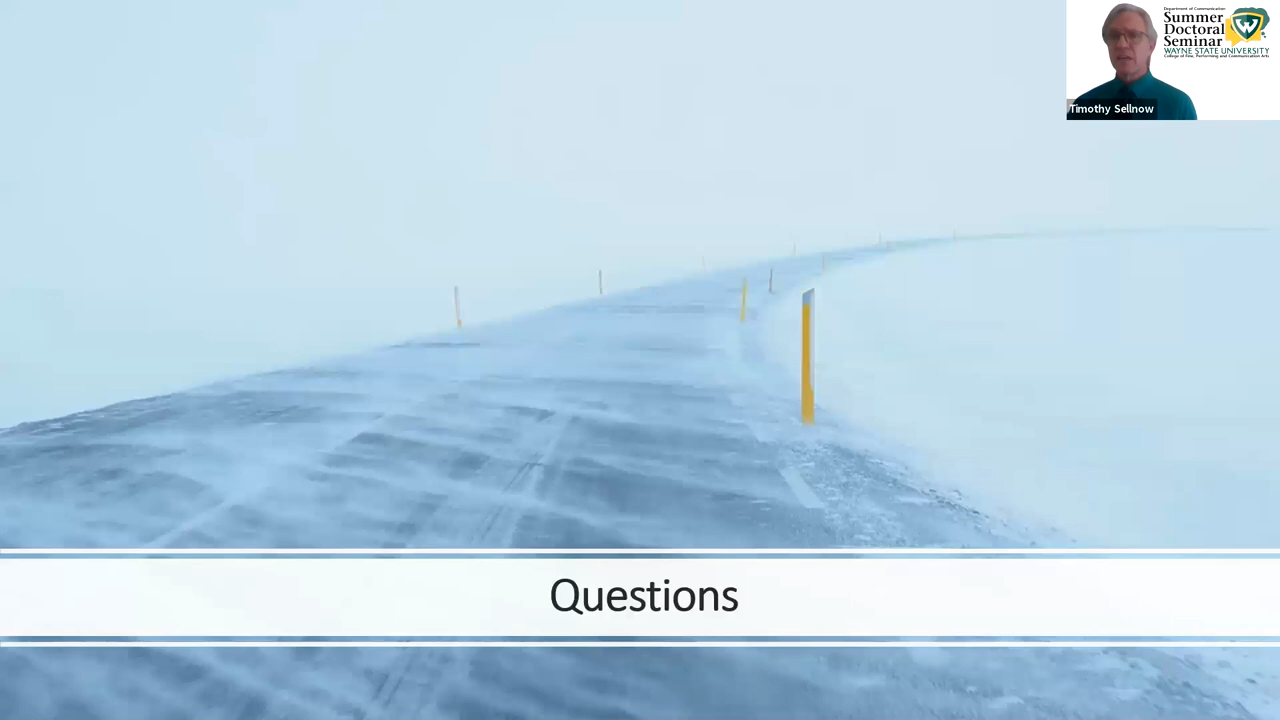 Department of Communication
Summer
Doctoral
Seminar
W
WAYNE STATE UNIVERSITY
College of Fine, Performing and Communication Arts
Timothy Sellnow
Questions